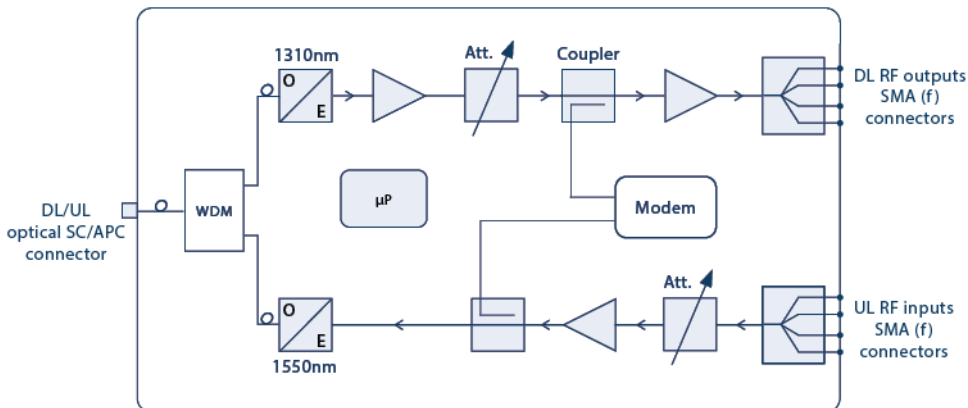 1310nm
O
E
Att.
Coupler
DL RF outputs
SMA (f)
connectors
DL/UL
optical SC/APC
connector
WDM
μP
Modem
O
E
1550nm
Att.
UL RF inputs
SMA (f)
connectors